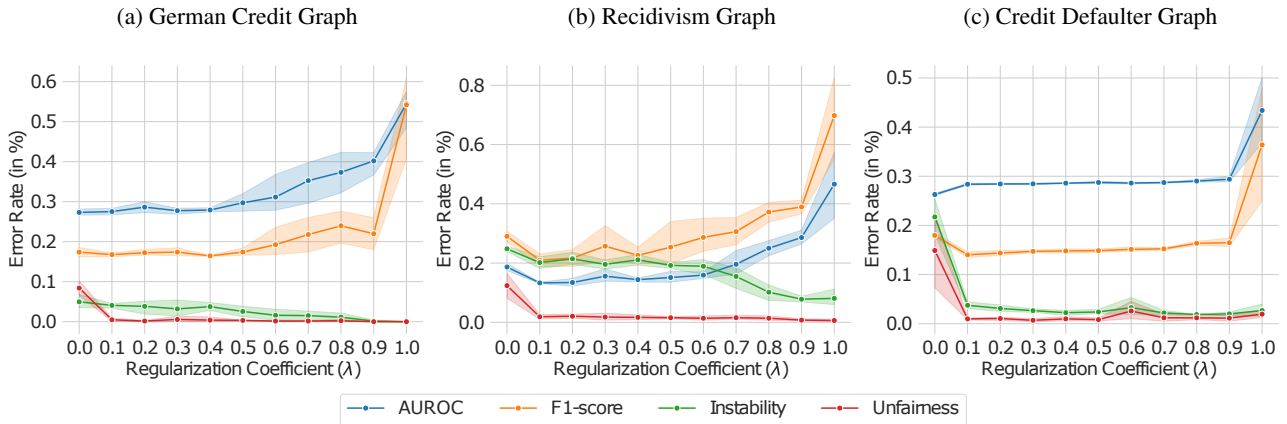 (a) German Credit Graph
(b) Recidivism Graph
(c) Credit Defaulter Graph
Error Rate (in %)
0.6
0.5
0.4
0.3
0.2
0.1
0.0
0.0 0.1 0.2 0.3 0.4 0.5 0.6 0.7 0.8 0.9 1.0
Regularization Coefficient (λ)
Error Rate (in %)
0.8
0.6
0.4
0.2
0.0
0.0 0.1 0.2 0.3 0.4 0.5 0.6 0.7 0.8 0.9 1.0
Regularization Coefficient (λ)
Error Rate (in %)
0.5
0.4
0.3
0.2
0.1
0.0
0.0 0.1 0.2 0.3 0.4 0.5 0.6 0.7 0.8 0.9 1.0
Regularization Coefficient (λ)
AUROC F1-score Instability Unfairness